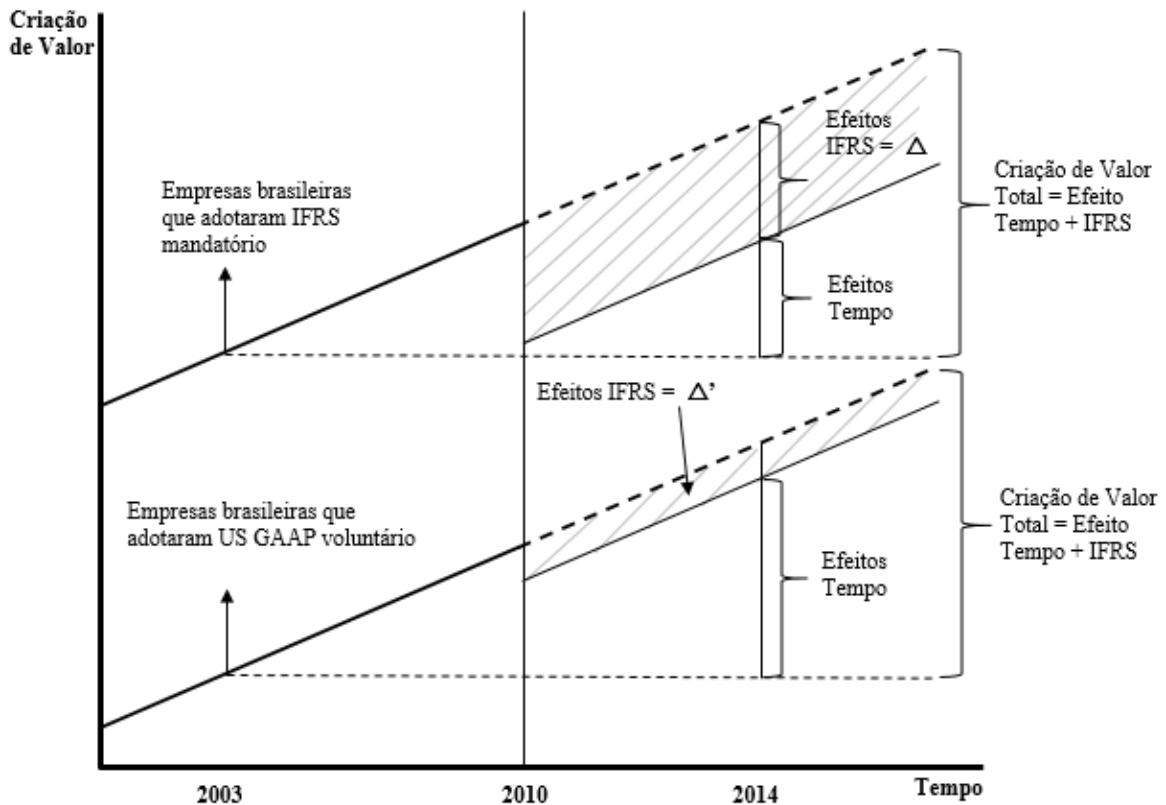 Criação
de Valor
Efeitos
IFRS = Δ
Criação de Valor
Total = Efeito
Tempo + IFRS
Empresas brasileiras
que adotaram IFRS
mandatório
Efeitos
Tempo
Efeitos IFRS = Δ’
Empresas brasileiras que
adotaram US GAAP voluntário
Criação de Valor
Total = Efeito
Tempo + IFRS
Efeitos
Tempo
2003
2010
2014
Tempo